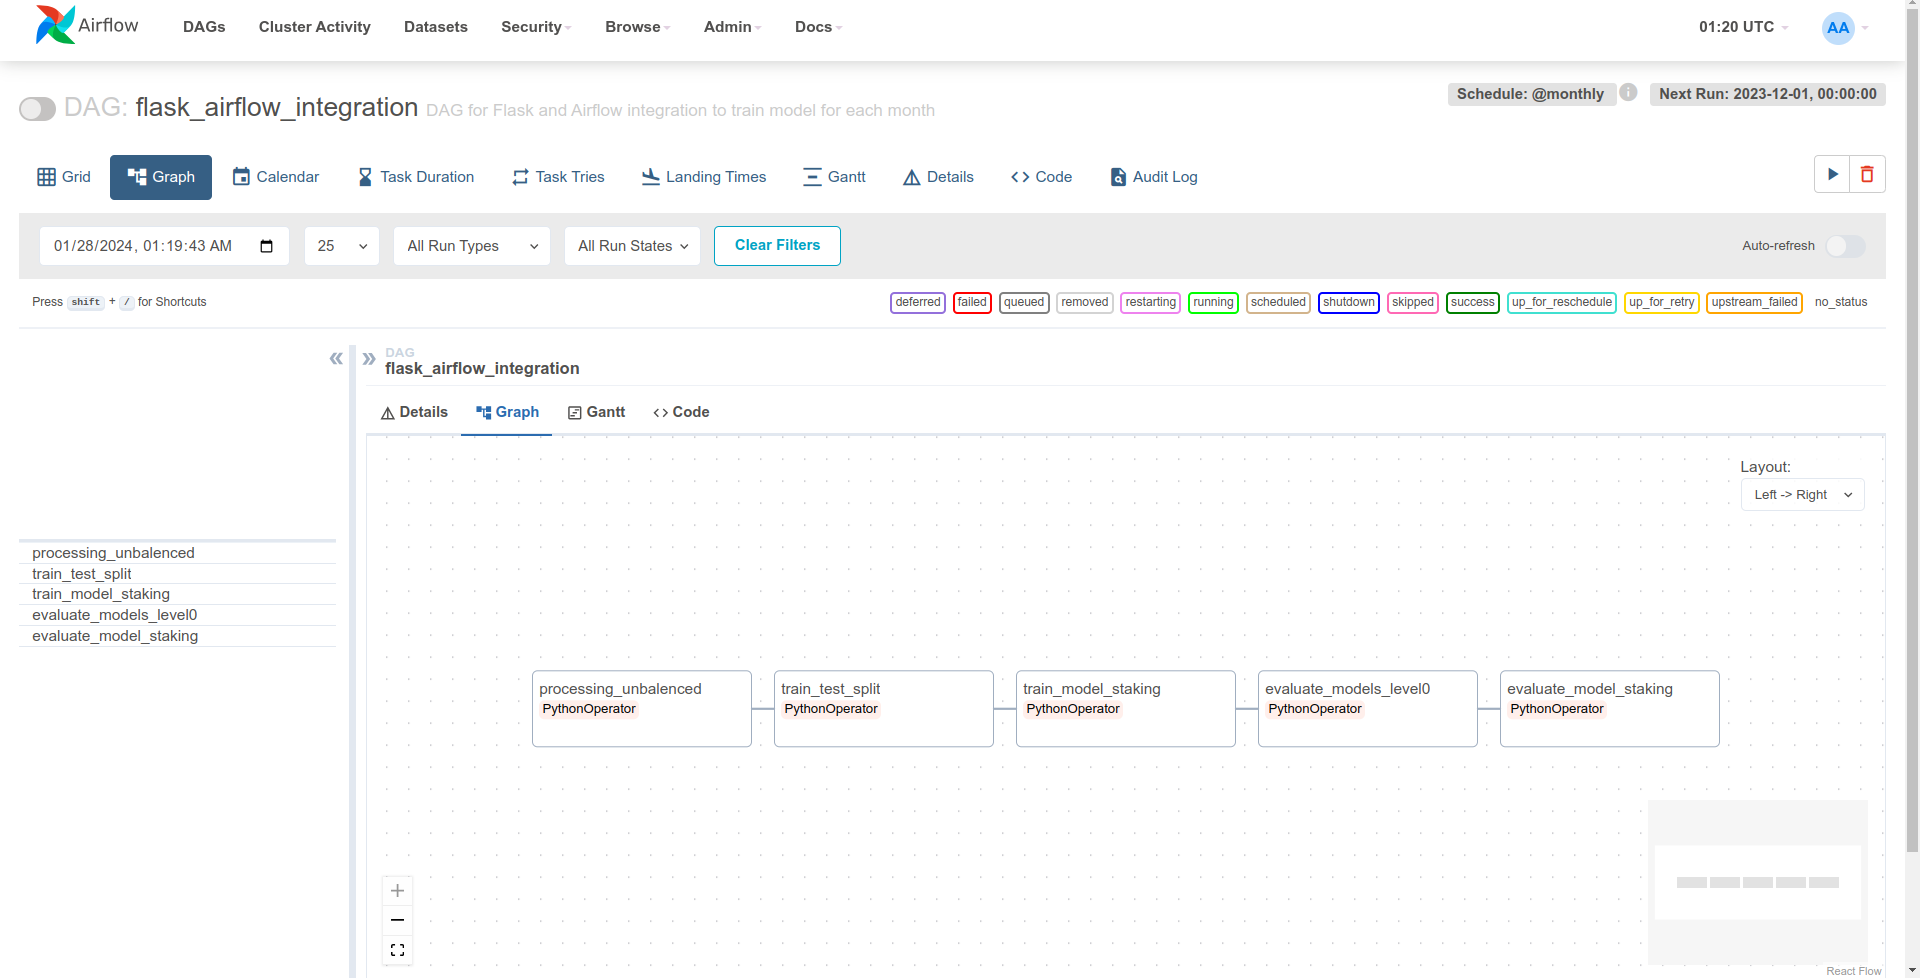 Airflow DAGs Cluster Activity Datasets Security Browse Admin Docs 01:20 UTC AA
DAG: flask_airflow_integration DAG for Flask and Airflow integration to train model for each month
Schedule: @monthly i Next Run: 2023-12-01, 00:00:00
Grid Graph Calendar Task Duration Task Tries Landing Times Gantt Details Code Audit Log
01/28/2024, 01:19:43 AM 25 All Run Types All Run States Clear Filters Auto-refresh
Press shift + / for Shortcuts
deferred failed queued removed restarting running scheduled shutdown skipped success up_for_reschedule up_for_retry upstream_failed no_status
DAG
flask_airflow_integration
Details Graph Gantt Code
Layout:
Left -> Right
processing_unbalenced
train_test_split
train_model_staking
evaluate_models_level0
evaluate_model_staking
processing_unbalenced
PythonOperator
train_test_split
PythonOperator
train_model_staking
PythonOperator
evaluate_models_level0
PythonOperator
evaluate_model_staking
PythonOperator
React Flow